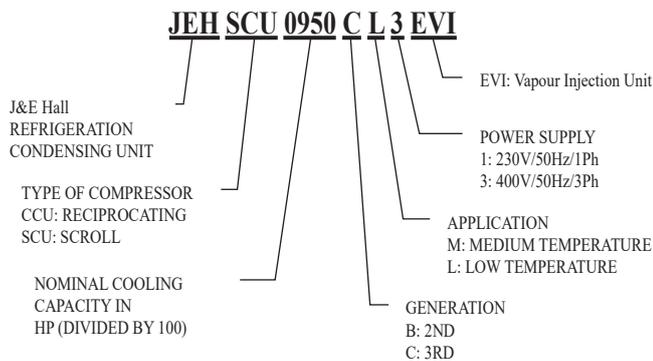 JEH SCU 0950 C L 3 EVI
EVI: Vapour Injection Unit
J&E Hall
REFRIGERATION
CONDENSING UNIT
POWER SUPPLY
1: 230V/50Hz/1Ph
3: 400V/50Hz/3Ph
TYPE OF COMPRESSOR
CCU: RECIPROCATING
SCU: SCROLL
APPLICATION
M: MEDIUM TEMPERATURE
L: LOW TEMPERATURE
NOMINAL COOLING
CAPACITY IN
HP (DIVIDED BY 100)
GENERATION
B: 2ND
C: 3RD